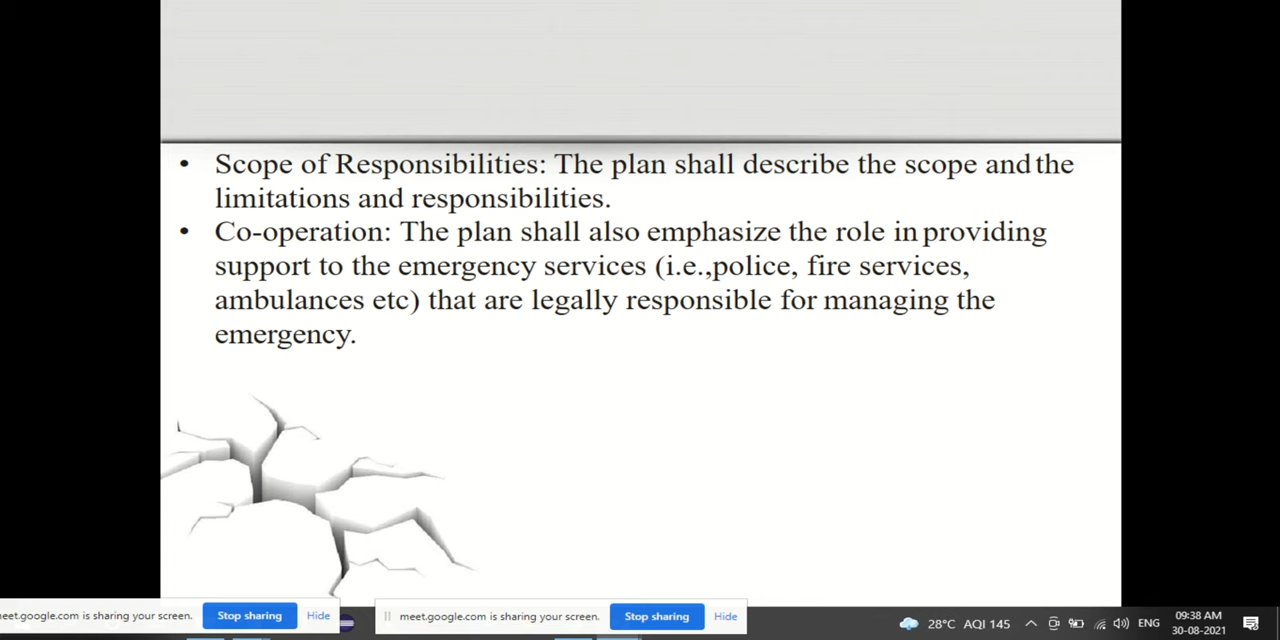 • Scope of Responsibilities: The plan shall describe the scope and the
limitations and responsibilities.
• Co-operation: The plan shall also emphasize the role in providing
support to the emergency services (i.e.,police, fire services,
ambulances etc) that are legally responsible for managing the
emergency.
eet.google.com is sharing your screen. Stop sharing Hide
meet.google.com is sharing your screen. Stop sharing Hide
28°C AQI 145 ENG
09:38 AM
30-08-2021